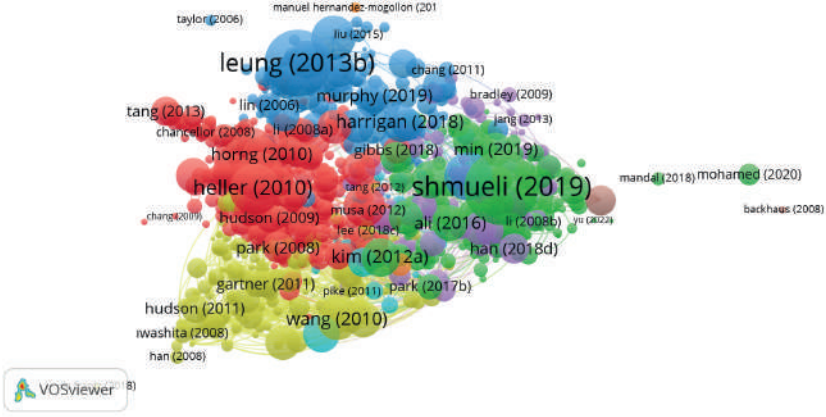 manuel hernandez-mogollon (201
taylor (2006)
liu (2015)
leung (2013b)
chang (2011)
lin (2006)
murphy (2019)
bradley (2009)
tang (2013)
chancellor (2008)
li (2008a)
harrigan (2018)
jang (2013)
horng (2010)
gibbs (2018)
min (2019)
heller (2010)
tang (2012)
shmueli (2019)
mandal (2018)
mohamed (2020)
chang (2009)
hudson (2009)
musa (2012)
ali (2016)
li (2008b)
yu (2022)
backhaus (2008)
lee (2018c)
park (2008)
kim (2012a)
han (2018d)
gartner (2011)
pike (2011)
park (2017b)
hudson (2011)
wang (2010)
iwashita (2008)
han (2008)
VOSviewer